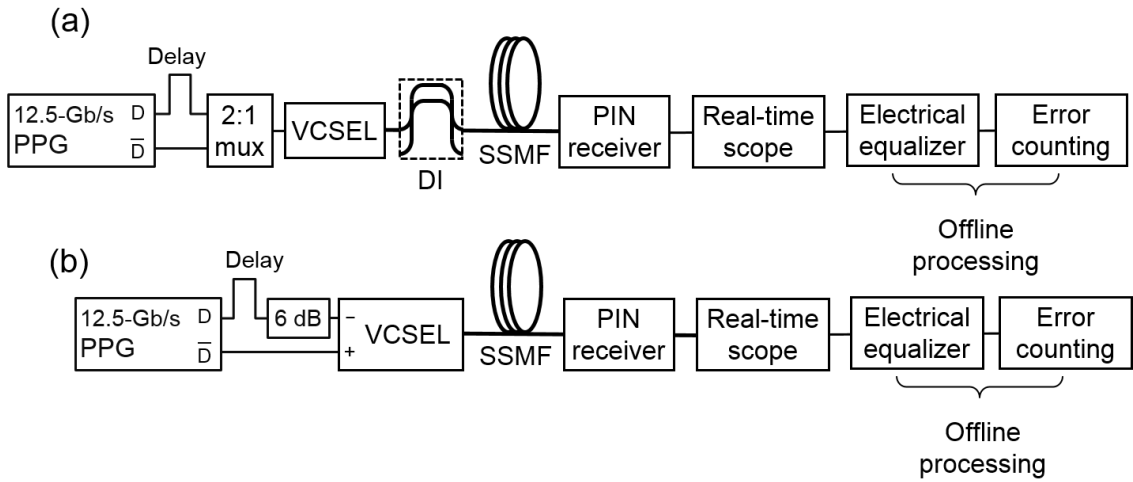 (a)
Delay
12.5-Gb/s D
PPG D̅
2:1
mux
VCSEL
DI
SSMF
PIN
receiver
Real-time
scope
Electrical
equalizer
Error
counting
Offline
processing
(b)
Delay
12.5-Gb/s D
PPG D̅
6 dB
−
+
VCSEL
SSMF
PIN
receiver
Real-time
scope
Electrical
equalizer
Error
counting
Offline
processing